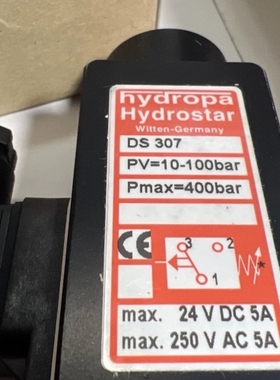 hydropa
Hydrostar
Witten-Germany
DS 307
PV=10-100bar
Pmax=400bar
CE
3 2
1
max. 24 V DC 5A
max. 250 V AC 5A